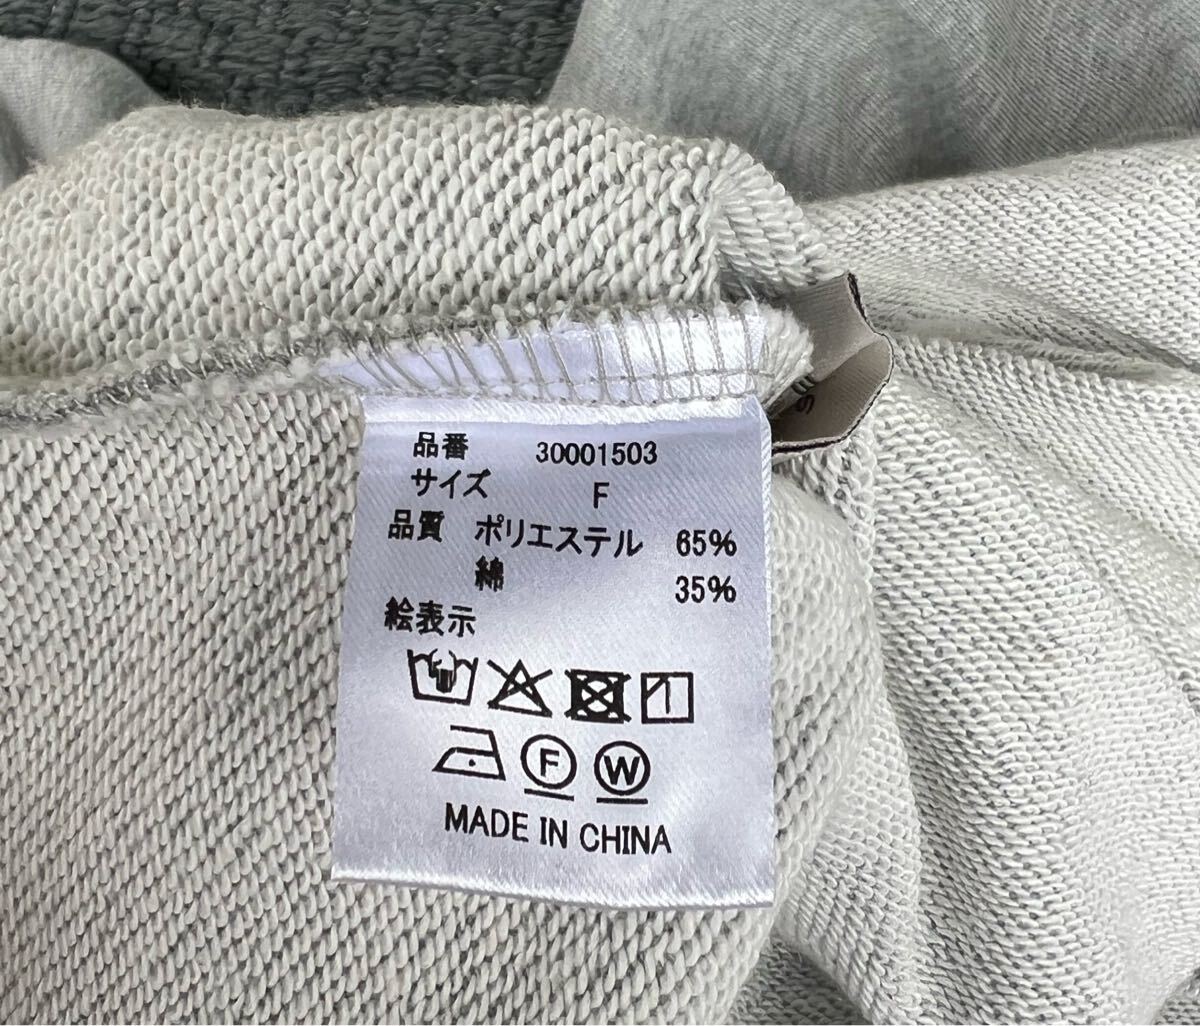 品番 30001503
サイズ F
品質 ポリエステル 65%
綿 35%
絵表示
F W
MADE IN CHINA